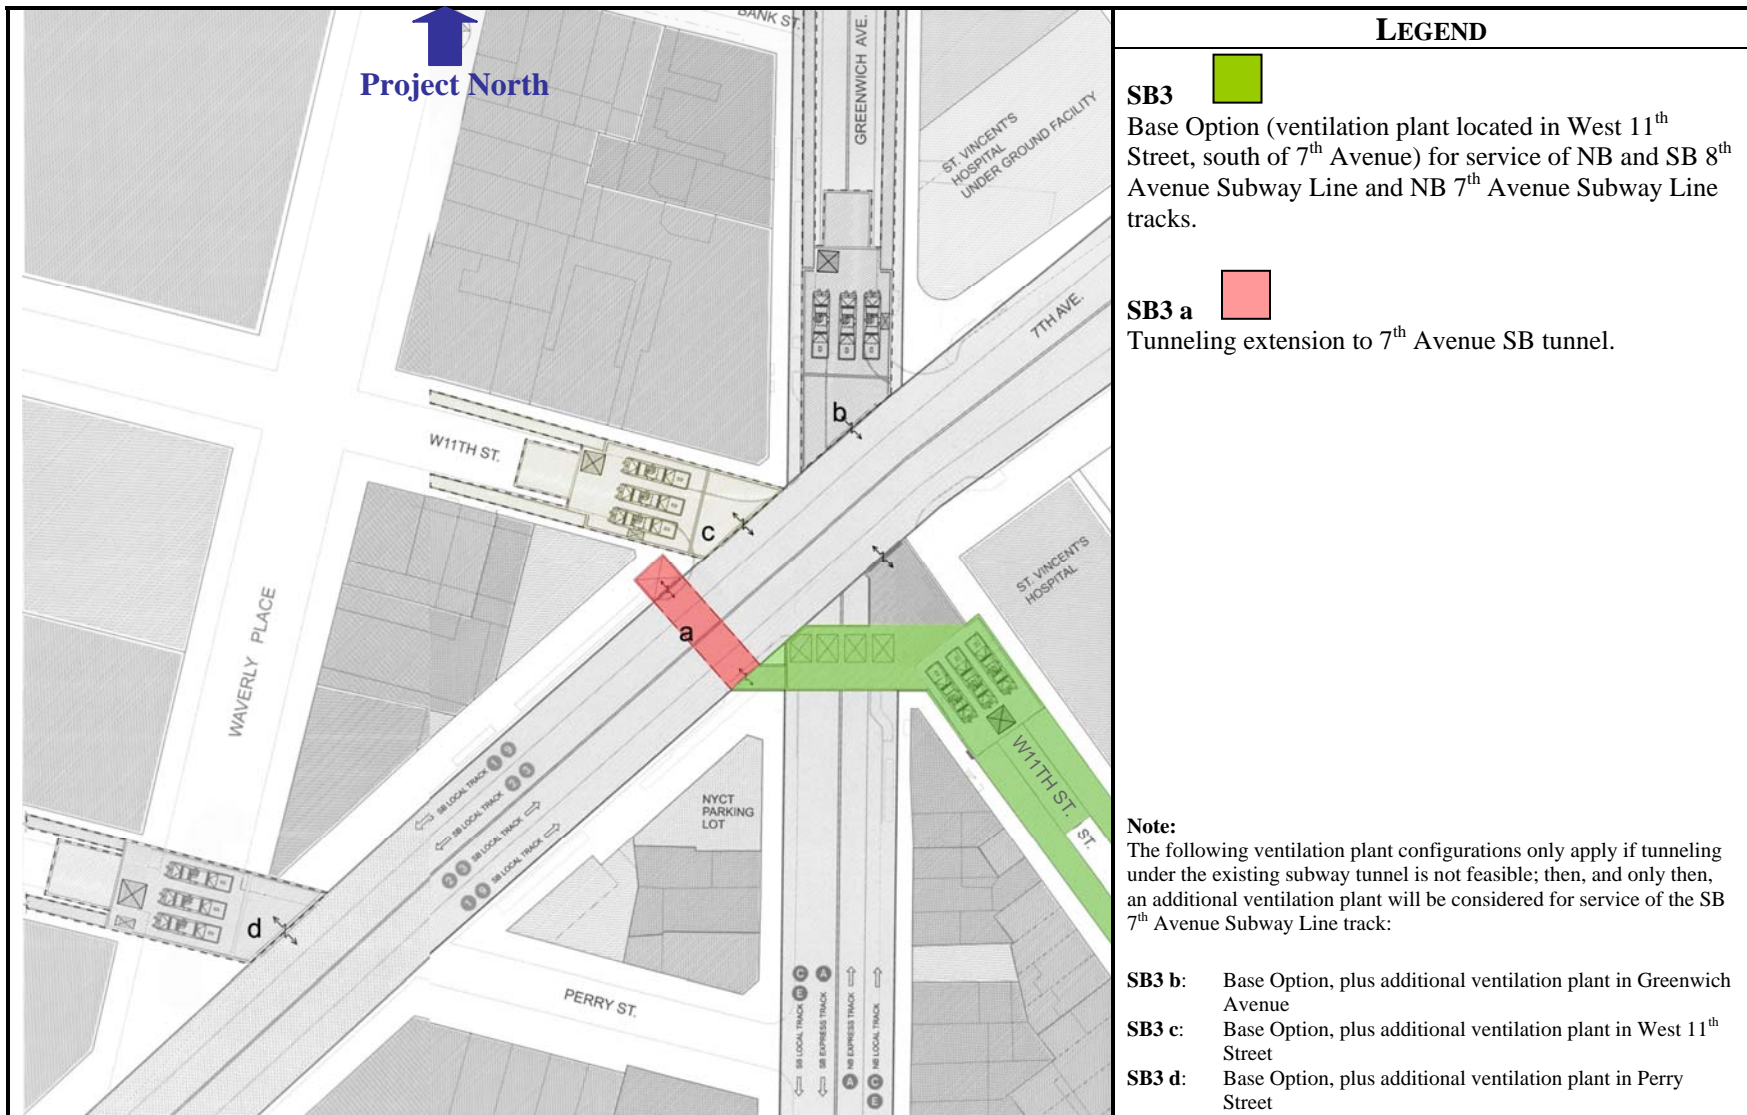 BANK ST.
Project North
GREENWICH AVE.
ST. VINCENT'S
HOSPITAL
UNDER GROUND FACILITY
7TH AVE.
b
W11TH ST.
c
a
ST. VINCENT'S
HOSPITAL
WAVERLY PLACE
W11TH ST.
ST.
SB LOCAL TRACK 1 9
SB LOCAL TRACK 2 3
2 3 SB LOCAL TRACK
1 9 SB LOCAL TRACK
NYCT
PARKING
LOT
d
PERRY ST.
C E SB LOCAL TRACK
A SB EXPRESS TRACK
A NB EXPRESS TRACK
C E NB LOCAL TRACK
LEGEND
SB3
Base Option (ventilation plant located in West 11th
Street, south of 7th Avenue) for service of NB and SB 8th
Avenue Subway Line and NB 7th Avenue Subway Line
tracks.
SB3 a
Tunneling extension to 7th Avenue SB tunnel.
Note:
The following ventilation plant configurations only apply if tunneling
under the existing subway tunnel is not feasible; then, and only then,
an additional ventilation plant will be considered for service of the SB
7th Avenue Subway Line track:
SB3 b: Base Option, plus additional ventilation plant in Greenwich
Avenue
SB3 c: Base Option, plus additional ventilation plant in West 11th
Street
SB3 d: Base Option, plus additional ventilation plant in Perry
Street